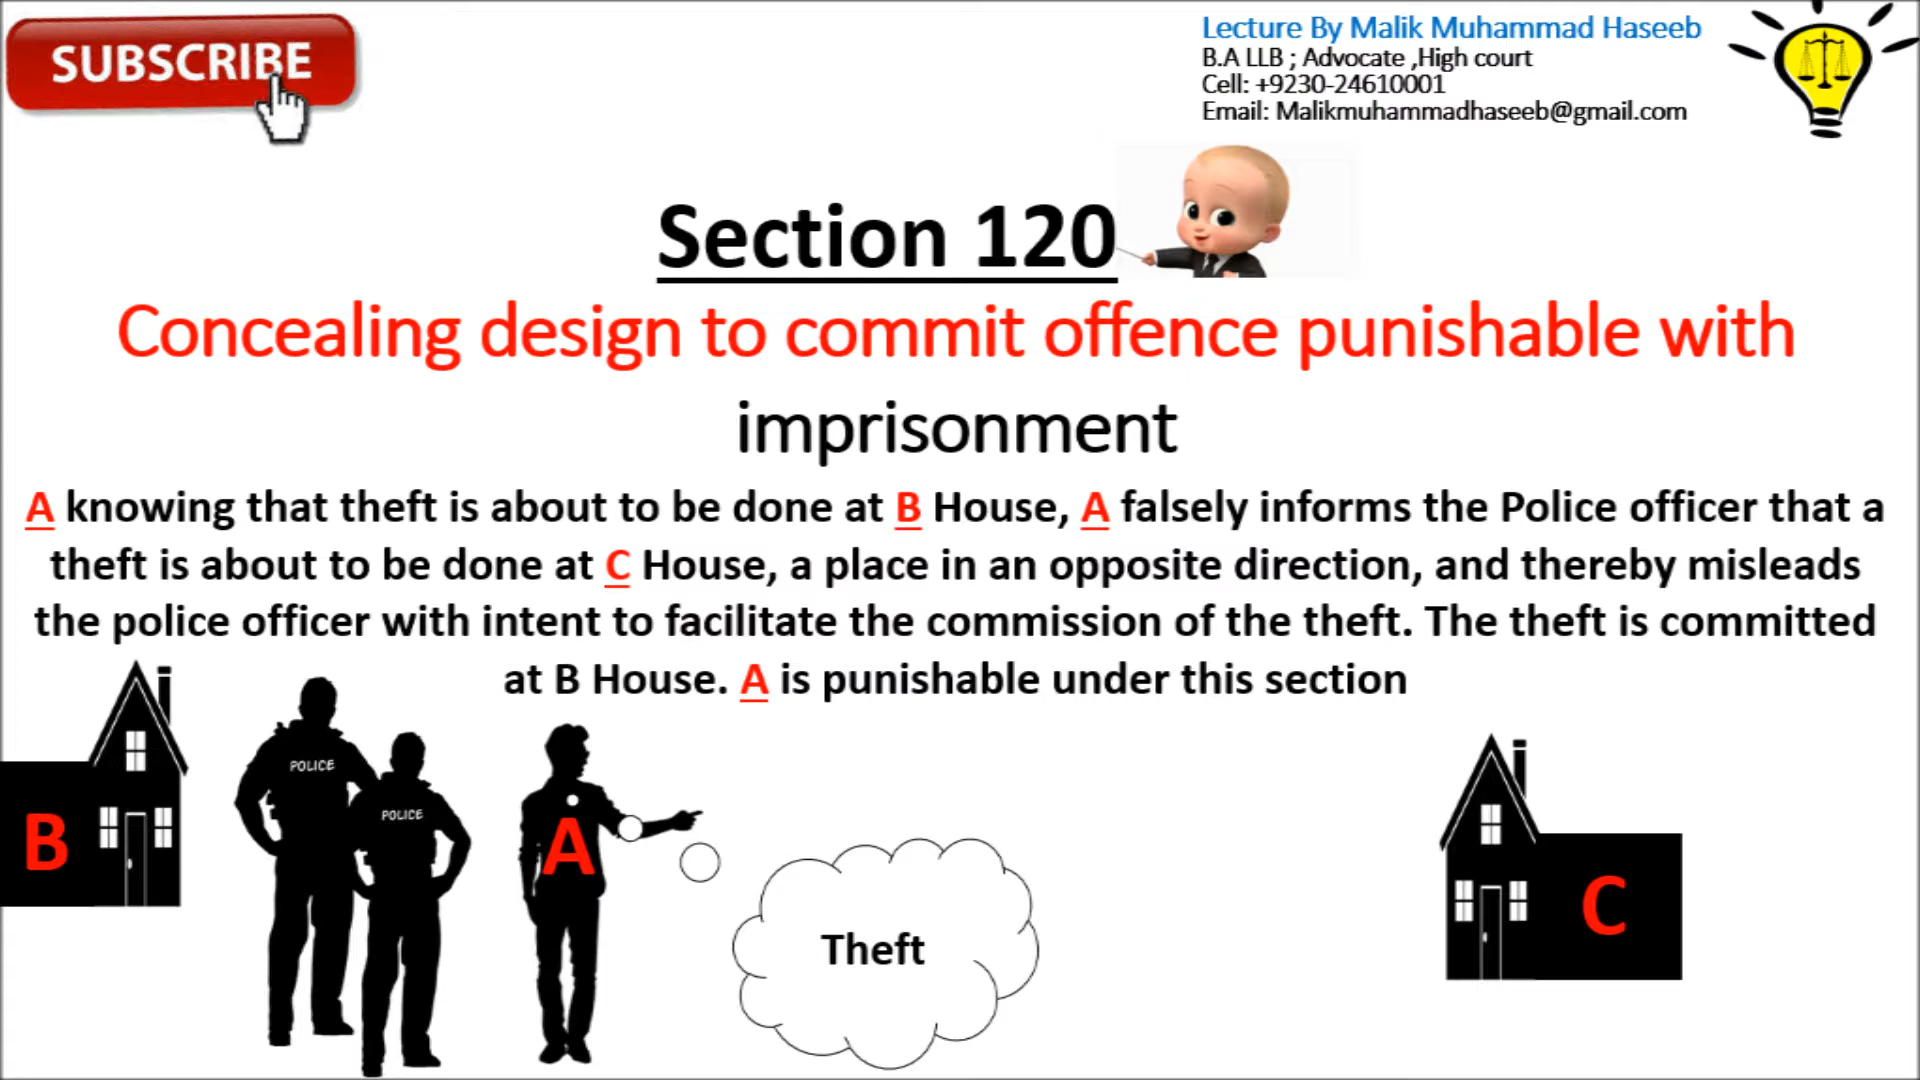 SUBSCRIBE
Lecture By Malik Muhammad Haseeb
B.A LLB ; Advocate ,High court
Cell: +9230-24610001
Email: Malikmuhammadhaseeb@gmail.com
Section 120
Concealing design to commit offence punishable with
imprisonment
A knowing that theft is about to be done at B House, A falsely informs the Police officer that a
theft is about to be done at C House, a place in an opposite direction, and thereby misleads
the police officer with intent to facilitate the commission of the theft. The theft is committed
at B House. A is punishable under this section
POLICE
POLICE
B
A
C
Theft